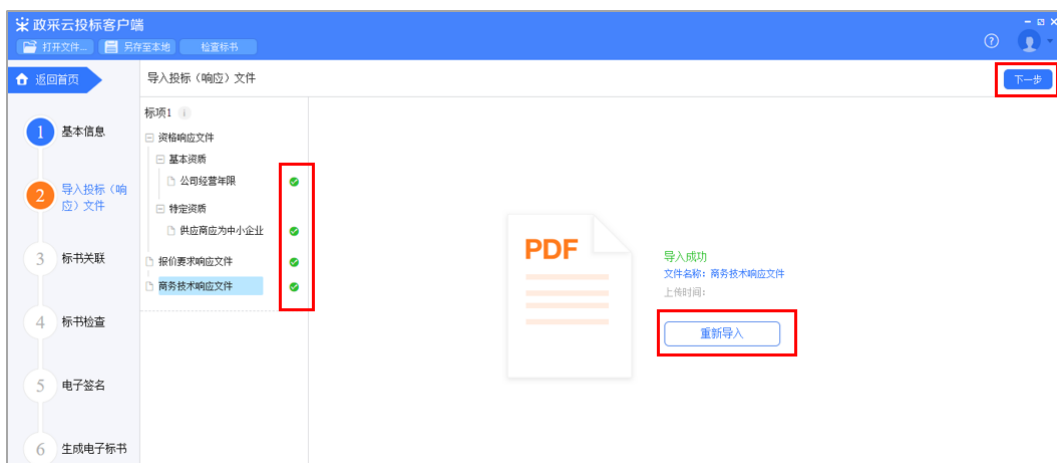 政采云投标客户端
打开文件... 另存至本地 检查标书
返回首页 导入投标（响应）文件 下一步
1 基本信息
2 导入投标（响
应）文件
3 标书关联
4 标书检查
5 电子签名
6 生成电子标书
标项1
资格响应文件
基本资质
公司经营年限
特定资质
供应商应为中小企业
报价要求响应文件
商务技术响应文件
PDF
导入成功
文件名称：商务技术响应文件
上传时间：
重新导入